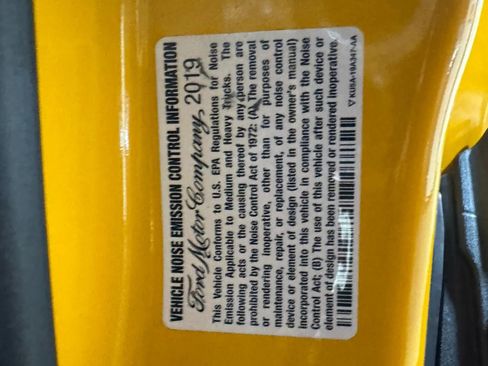 VEHICLE NOISE EMISSION CONTROL INFORMATION
Ford Motor Company, 2019
This Vehicle Conforms to U.S. EPA Regulations for Noise
Emission Applicable to Medium and Heavy Trucks. The
following acts or the causing thereof by any person are
prohibited by the Noise Control Act of 1972: (A) The removal
or rendering inoperative, other than for purposes of
maintenance, repair, or replacement, of any noise control
device or element of design (listed in the owner's manual)
incorporated into this vehicle in compliance with the Noise
Control Act; (B) The use of this vehicle after such device or
element of design has been removed or rendered inoperative.
KU8A-19A347-AA